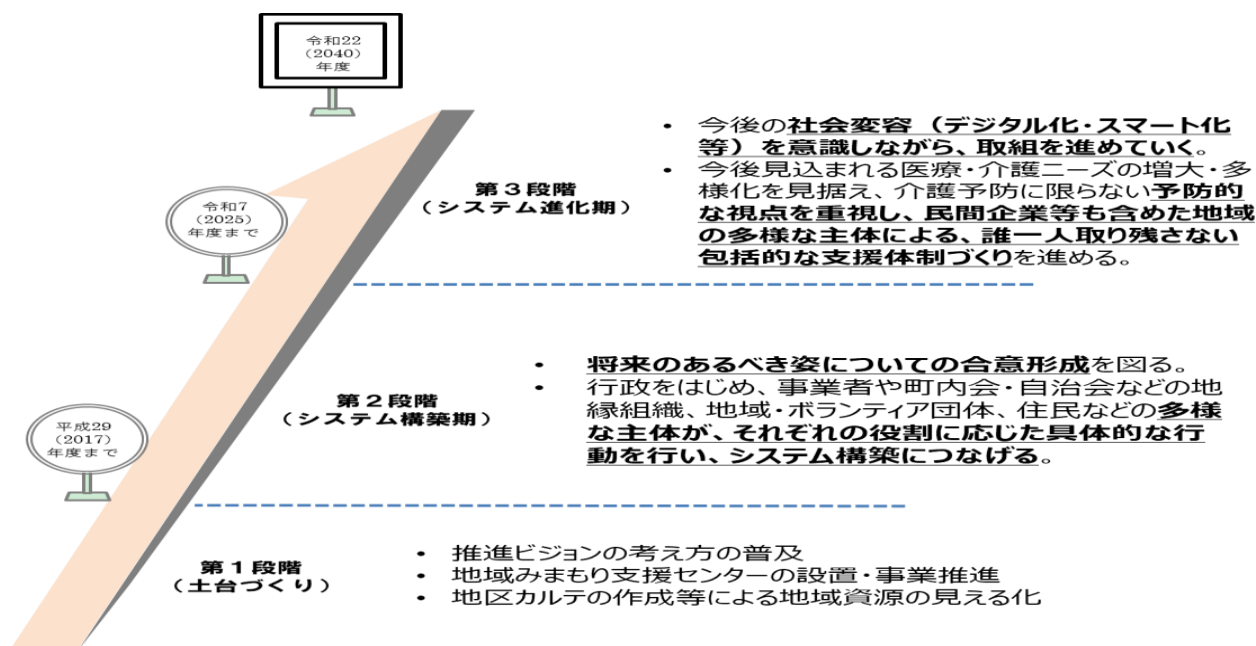 令和22
（2040）
年度
・ 今後の社会変容（デジタル化・スマート化
等）を意識しながら、取組を進めていく。
・ 今後見込まれる医療・介護ニーズの増大・多
様化を見据え、介護予防に限らない予防的
な視点を重視し、民間企業等も含めた地域
の多様な主体による、誰一人取り残さない
包括的な支援体制づくりを進める。
第３段階
（システム進化期）
令和7
（2025）
年度まで
・ 将来のあるべき姿についての合意形成を図る。
・ 行政をはじめ、事業者や町内会・自治会などの地
縁組織、地域・ボランティア団体、住民などの多様
な主体が、それぞれの役割に応じた具体的な行
動を行い、システム構築につなげる。
第２段階
（システム構築期）
平成29
（2017）
年度まで
第１段階
（土台づくり）
・ 推進ビジョンの考え方の普及
・ 地域みまもり支援センターの設置・事業推進
・ 地区カルテの作成等による地域資源の見える化